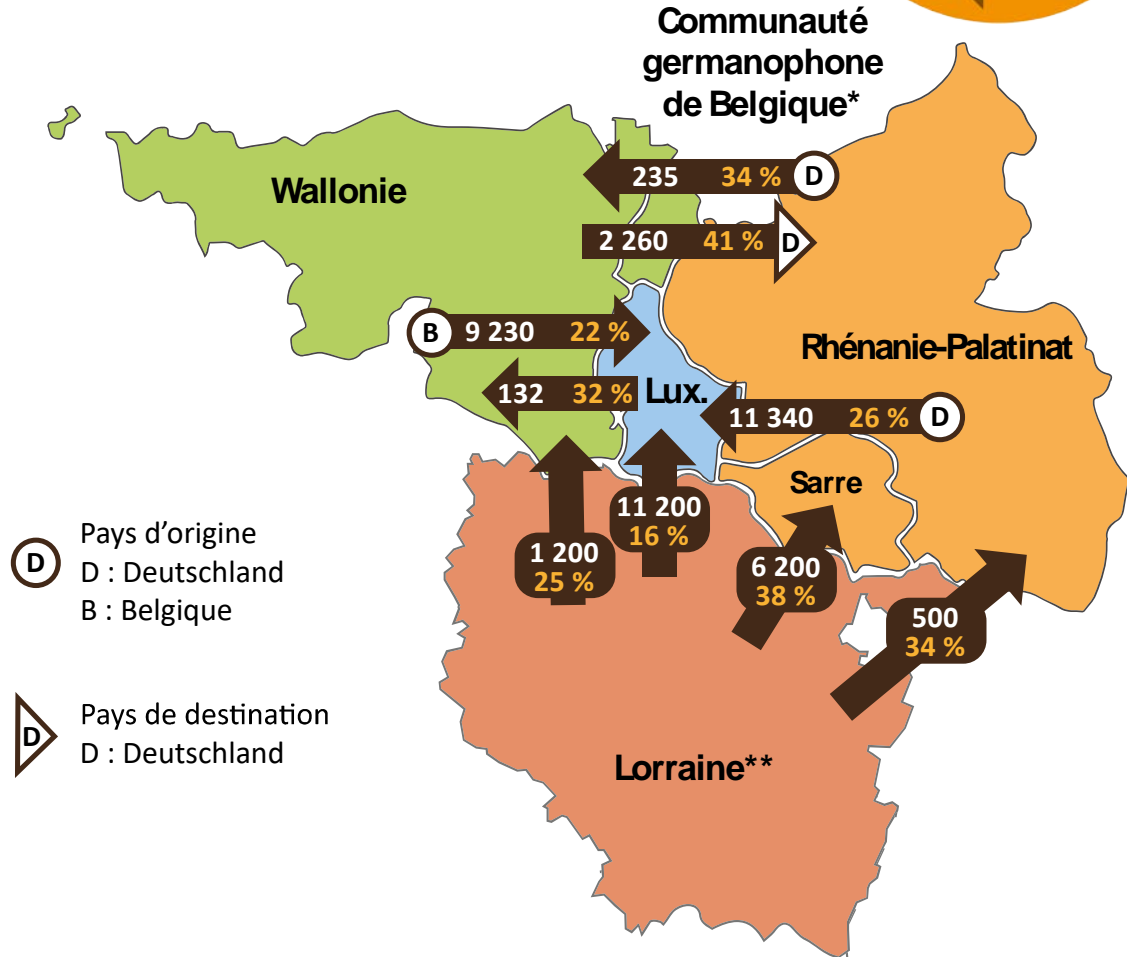 Communauté
germanophone
de Belgique*
Wallonie
235 34 % D
2 260 41 % D
B 9 230 22 %
Rhénanie-Palatinat
132 32 %
Lux.
11 340 26 % D
Sarre
11 200
16 %
1 200
25 %
6 200
38 %
500
34 %
Lorraine**
D
Pays d’origine
D : Deutschland
B : Belgique
D
Pays de destination
D : Deutschland